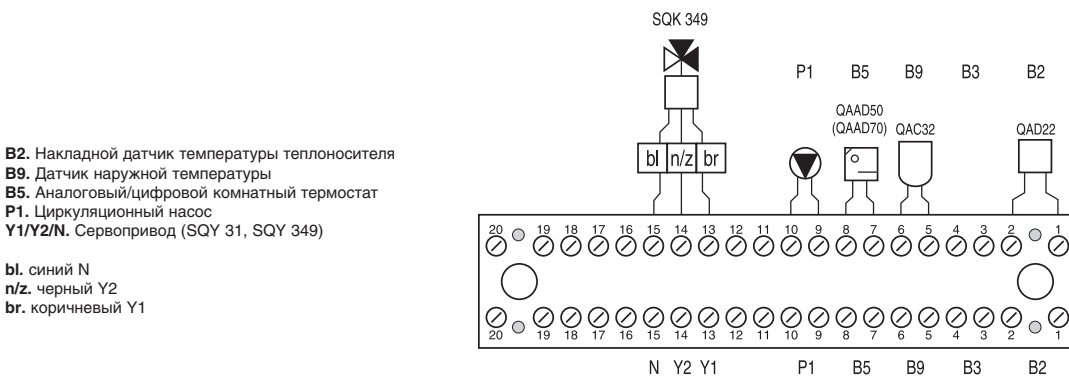 SQK 349
P1 B5 B9 B3 B2
QAAD50
(QAAD70) QAC32 QAD22
B2. Накладной датчик температуры теплоносителя
B9. Датчик наружной температуры
B5. Аналоговый/цифровой комнатный термостат
P1. Циркуляционный насос
Y1/Y2/N. Сервопривод (SQY 31, SQY 349)
bl. синий N
n/z. черный Y2
br. коричневый Y1
bl n/z br
20 19 18 17 16 15 14 13 12 11 10 9 8 7 6 5 4 3 2 1
20 19 18 17 16 15 14 13 12 11 10 9 8 7 6 5 4 3 2 1
N Y2 Y1 P1 B5 B9 B3 B2